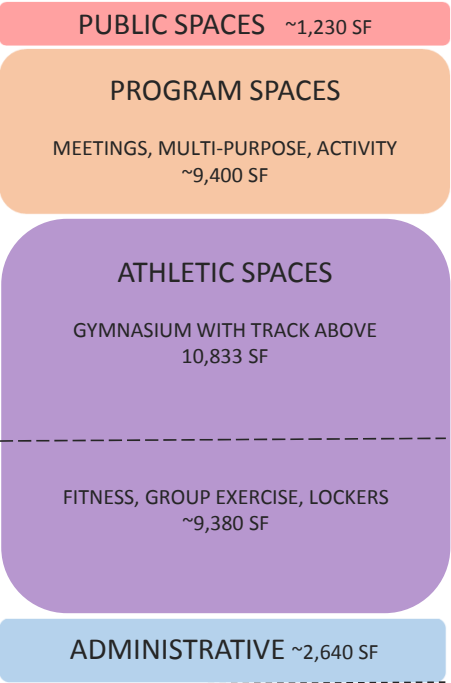 PUBLIC SPACES ~1,230 SF
PROGRAM SPACES
MEETINGS, MULTI-PURPOSE, ACTIVITY
~9,400 SF
ATHLETIC SPACES
GYMNASIUM WITH TRACK ABOVE
10,833 SF
FITNESS, GROUP EXERCISE, LOCKERS
~9,380 SF
ADMINISTRATIVE ~2,640 SF